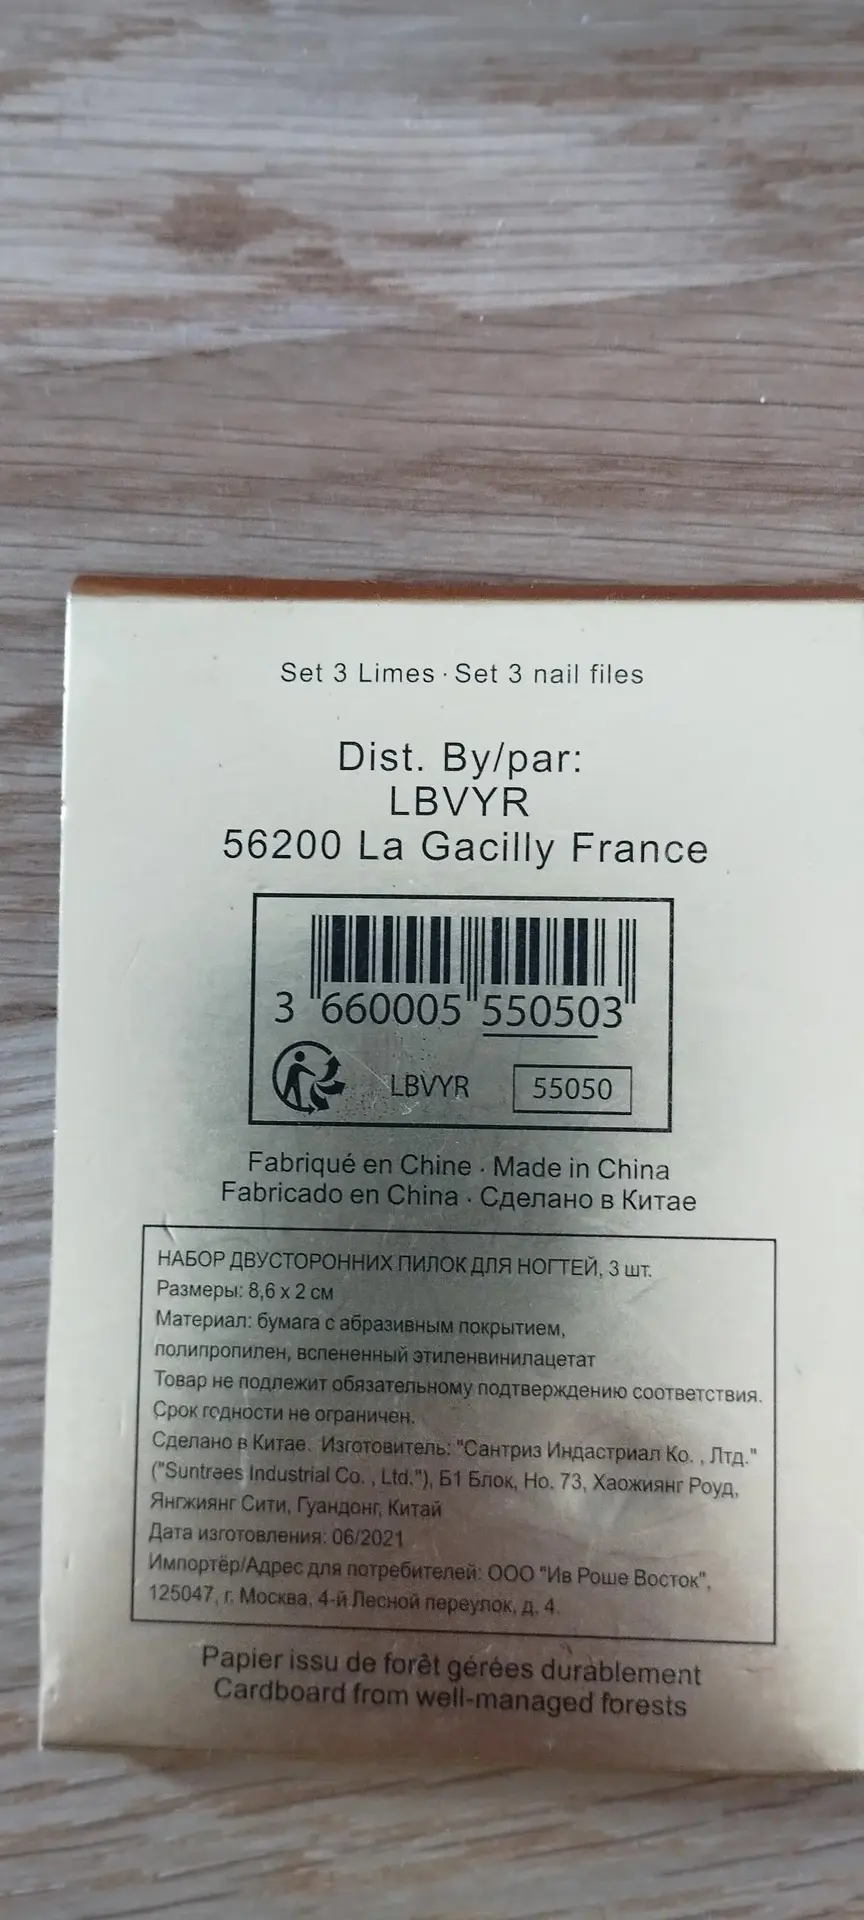 Set 3 Limes · Set 3 nail files
Dist. By/par:
LBVYR
56200 La Gacilly France
3 660005 550503
LBVYR 55050
Fabriqué en Chine · Made in China
Fabricado en China · Сделано в Китае
НАБОР ДВУСТОРОННИХ ПИЛОК ДЛЯ НОГТЕЙ, 3 шт.
Размеры: 8,6 х 2 см
Материал: бумага с абразивным покрытием,
полипропилен, вспененный этиленвинилацетат
Товар не подлежит обязательному подтверждению соответствия.
Срок годности не ограничен.
Сделано в Китае. Изготовитель: "Сантриз Индастриал Ко. , Лтд."
("Suntrees Industrial Co. , Ltd."), Б1 Блок, Но. 73, Хаожиянг Роуд,
Янгжиянг Сити, Гуандонг, Китай
Дата изготовления: 06/2021
Импортёр/Адрес для потребителей: ООО "Ив Роше Восток",
125047, г. Москва, 4-й Лесной переулок, д. 4.
Papier issu de forêt gérées durablement
Cardboard from well-managed forests